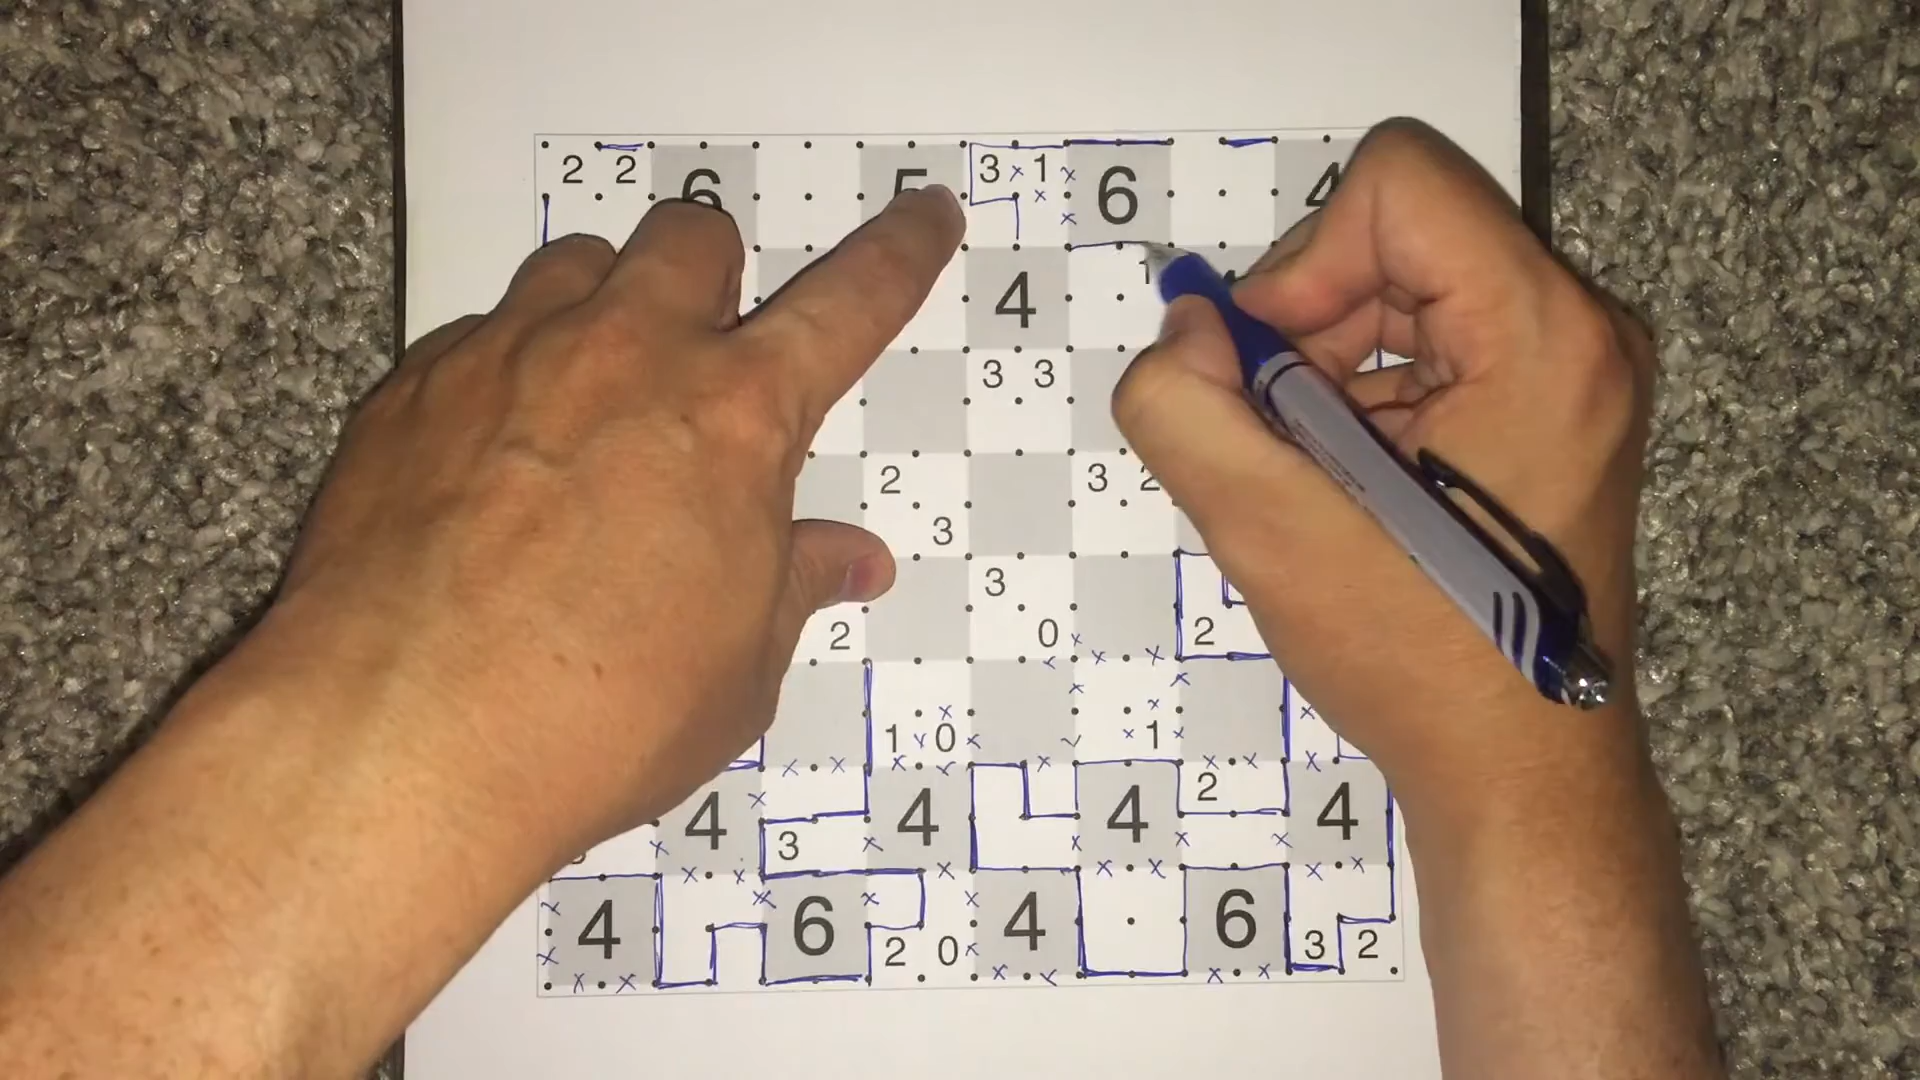 2 2 6 5 3 1 6 4
4 1
3 3
2 3 2
3
3
2 0 2
1 0 1
2
4 4 4 4
3
4 6 4 6
2 0 3 2